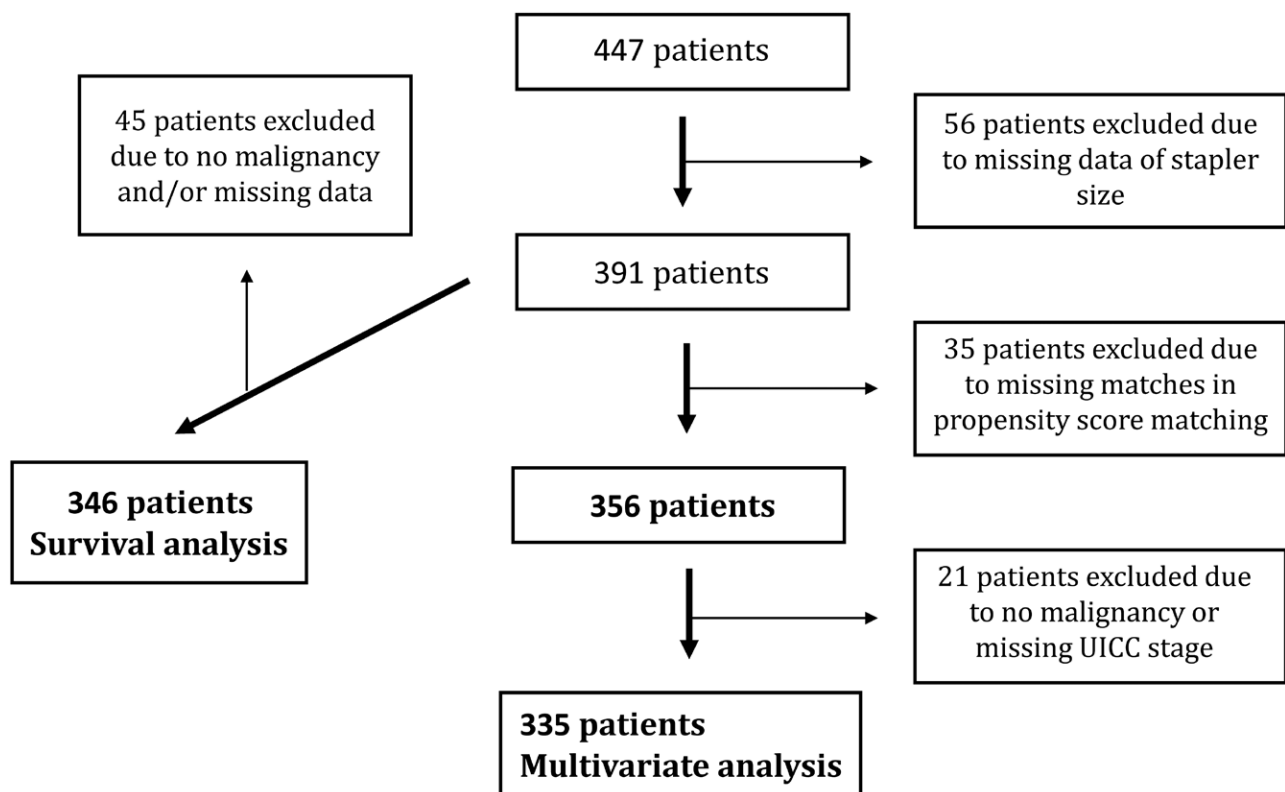 447 patients
45 patients excluded
due to no malignancy
and/or missing data
56 patients excluded due
to missing data of stapler
size
391 patients
35 patients excluded due
to missing matches in
propensity score matching
346 patients
Survival analysis
356 patients
21 patients excluded due
to no malignancy or
missing UICC stage
335 patients
Multivariate analysis